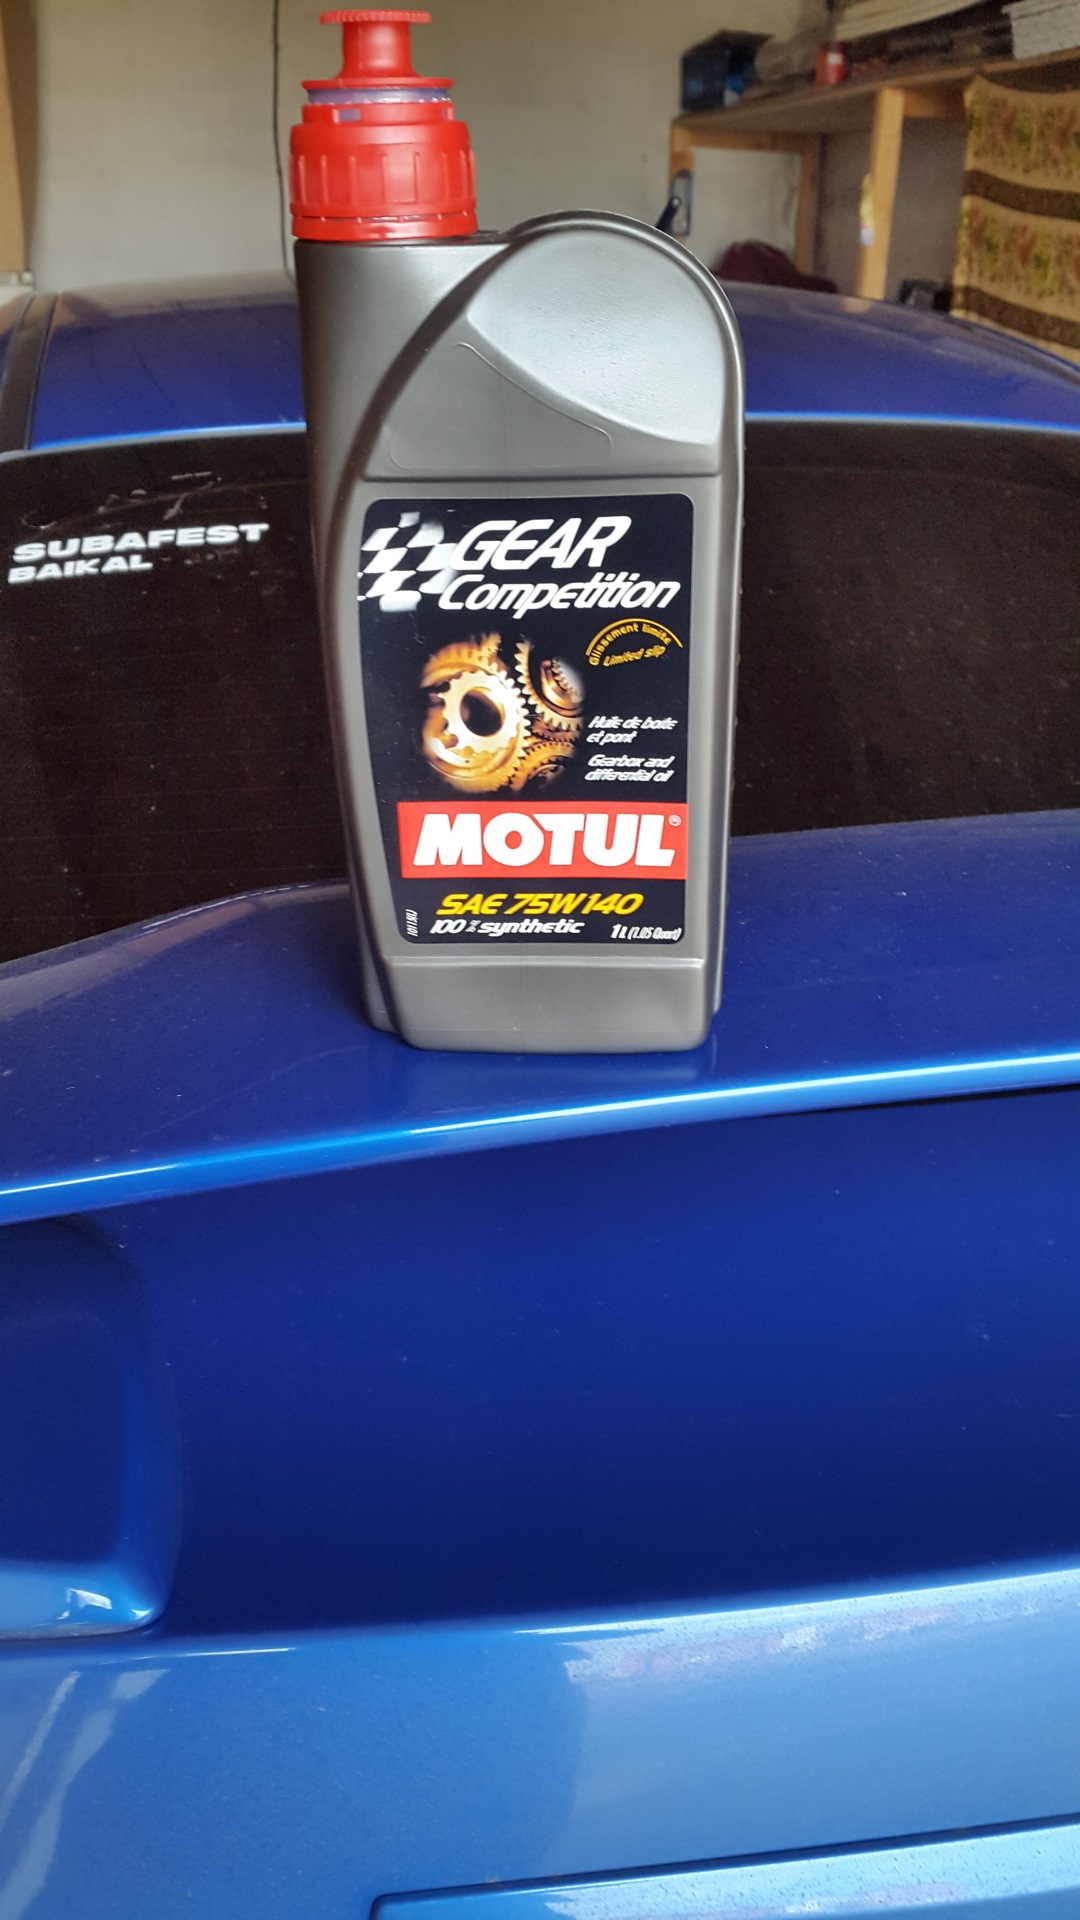 SUBAFEST
BAIKAL
GEAR
Competition
Glissement limité
Limited slip
Huile de boîte
et pont
Gearbox and
differential oil
MOTUL®
SAE 75W140
100% synthetic
1L (1.05 Quart)